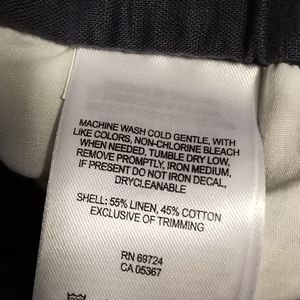 MACHINE WASH COLD GENTLE, WITH
LIKE COLORS, NON-CHLORINE BLEACH
WHEN NEEDED, TUMBLE DRY LOW,
REMOVE PROMPTLY, IRON MEDIUM.
IF PRESENT DO NOT IRON DECAL,
DRYCLEANABLE
SHELL: 55% LINEN, 45% COTTON
EXCLUSIVE OF TRIMMING
RN 69724
CA 05367